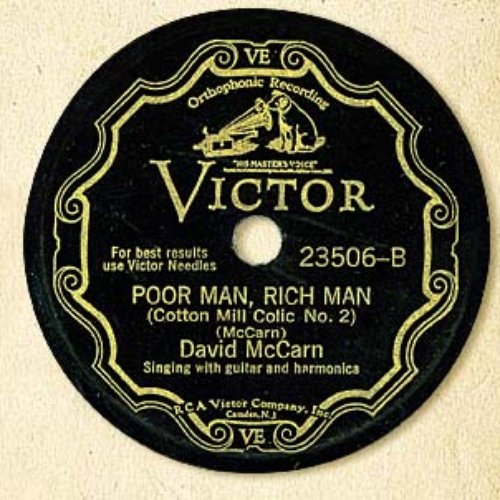 VE
Orthophonic Recording
"HIS MASTER'S VOICE"
VICTOR
For best results
use Victor Needles
23506-B
POOR MAN, RICH MAN
(Cotton Mill Colic No. 2)
(McCarn)
David McCarn
Singing with guitar and harmonica
RCA Victor Company, Inc.
Camden, N.J.
VE